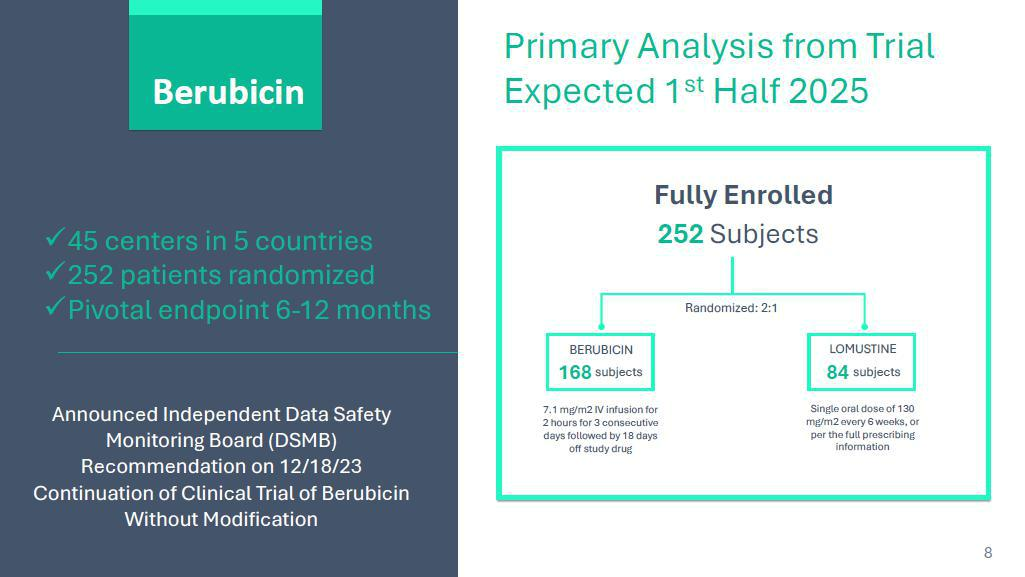 Berubicin
✓45 centers in 5 countries
✓252 patients randomized
✓Pivotal endpoint 6-12 months
Announced Independent Data Safety
Monitoring Board (DSMB)
Recommendation on 12/18/23
Continuation of Clinical Trial of Berubicin
Without Modification
Primary Analysis from Trial
Expected 1st Half 2025
Fully Enrolled
252 Subjects
Randomized: 2:1
BERUBICIN
168 subjects
7.1 mg/m2 IV infusion for
2 hours for 3 consecutive
days followed by 18 days
off study drug
LOMUSTINE
84 subjects
Single oral dose of 130
mg/m2 every 6 weeks, or
per the full prescribing
information
8